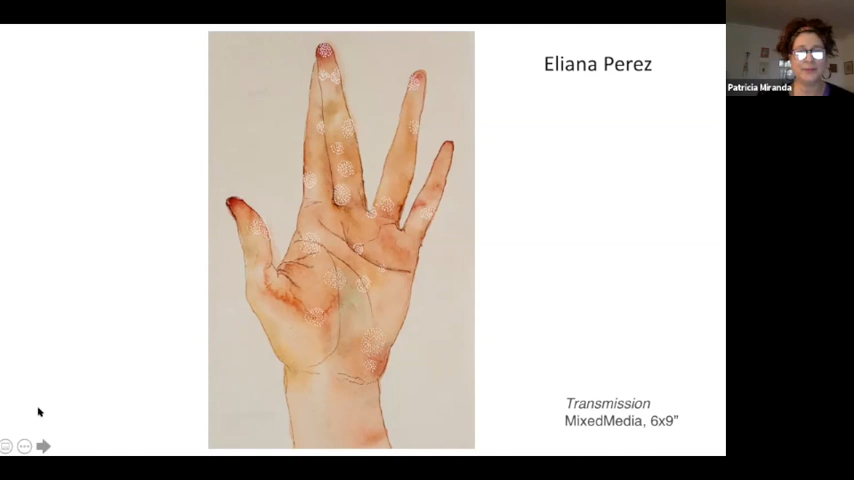 Eliana Perez
Patricia Miranda
Transmission
MixedMedia, 6x9”